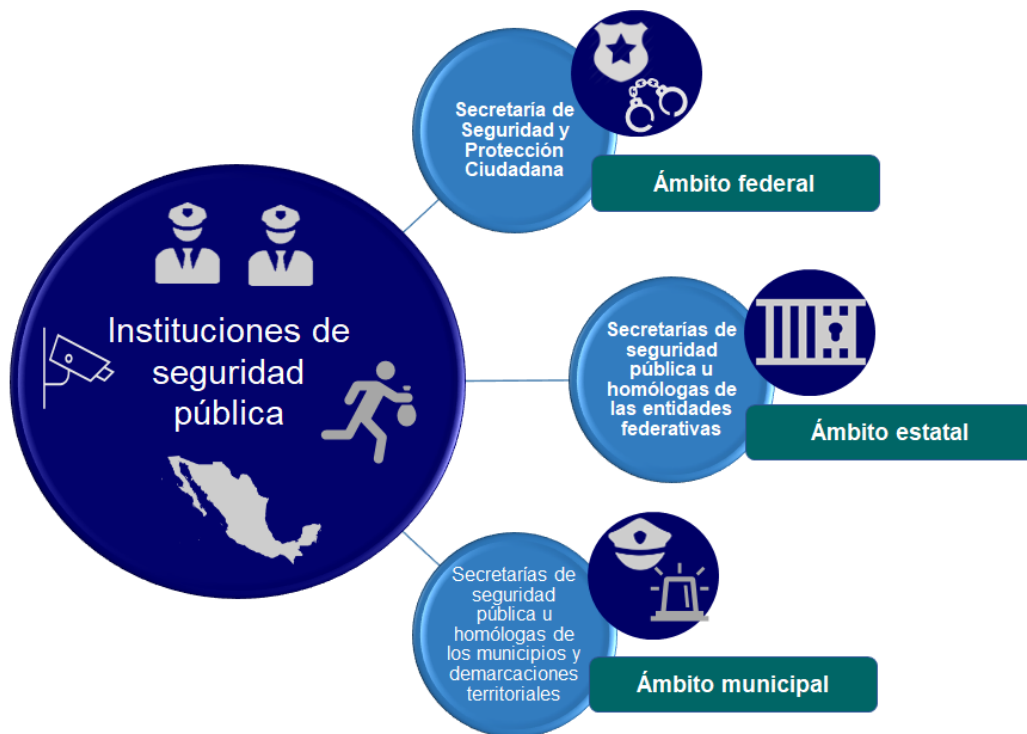 Instituciones de
seguridad
pública
Secretaría de
Seguridad y
Protección
Ciudadana
Ámbito federal
Secretarías de
seguridad
pública u
homólogas de
las entidades
federativas
Ámbito estatal
Secretarías de
seguridad
pública u
homólogas de
los municipios y
demarcaciones
territoriales
Ámbito municipal